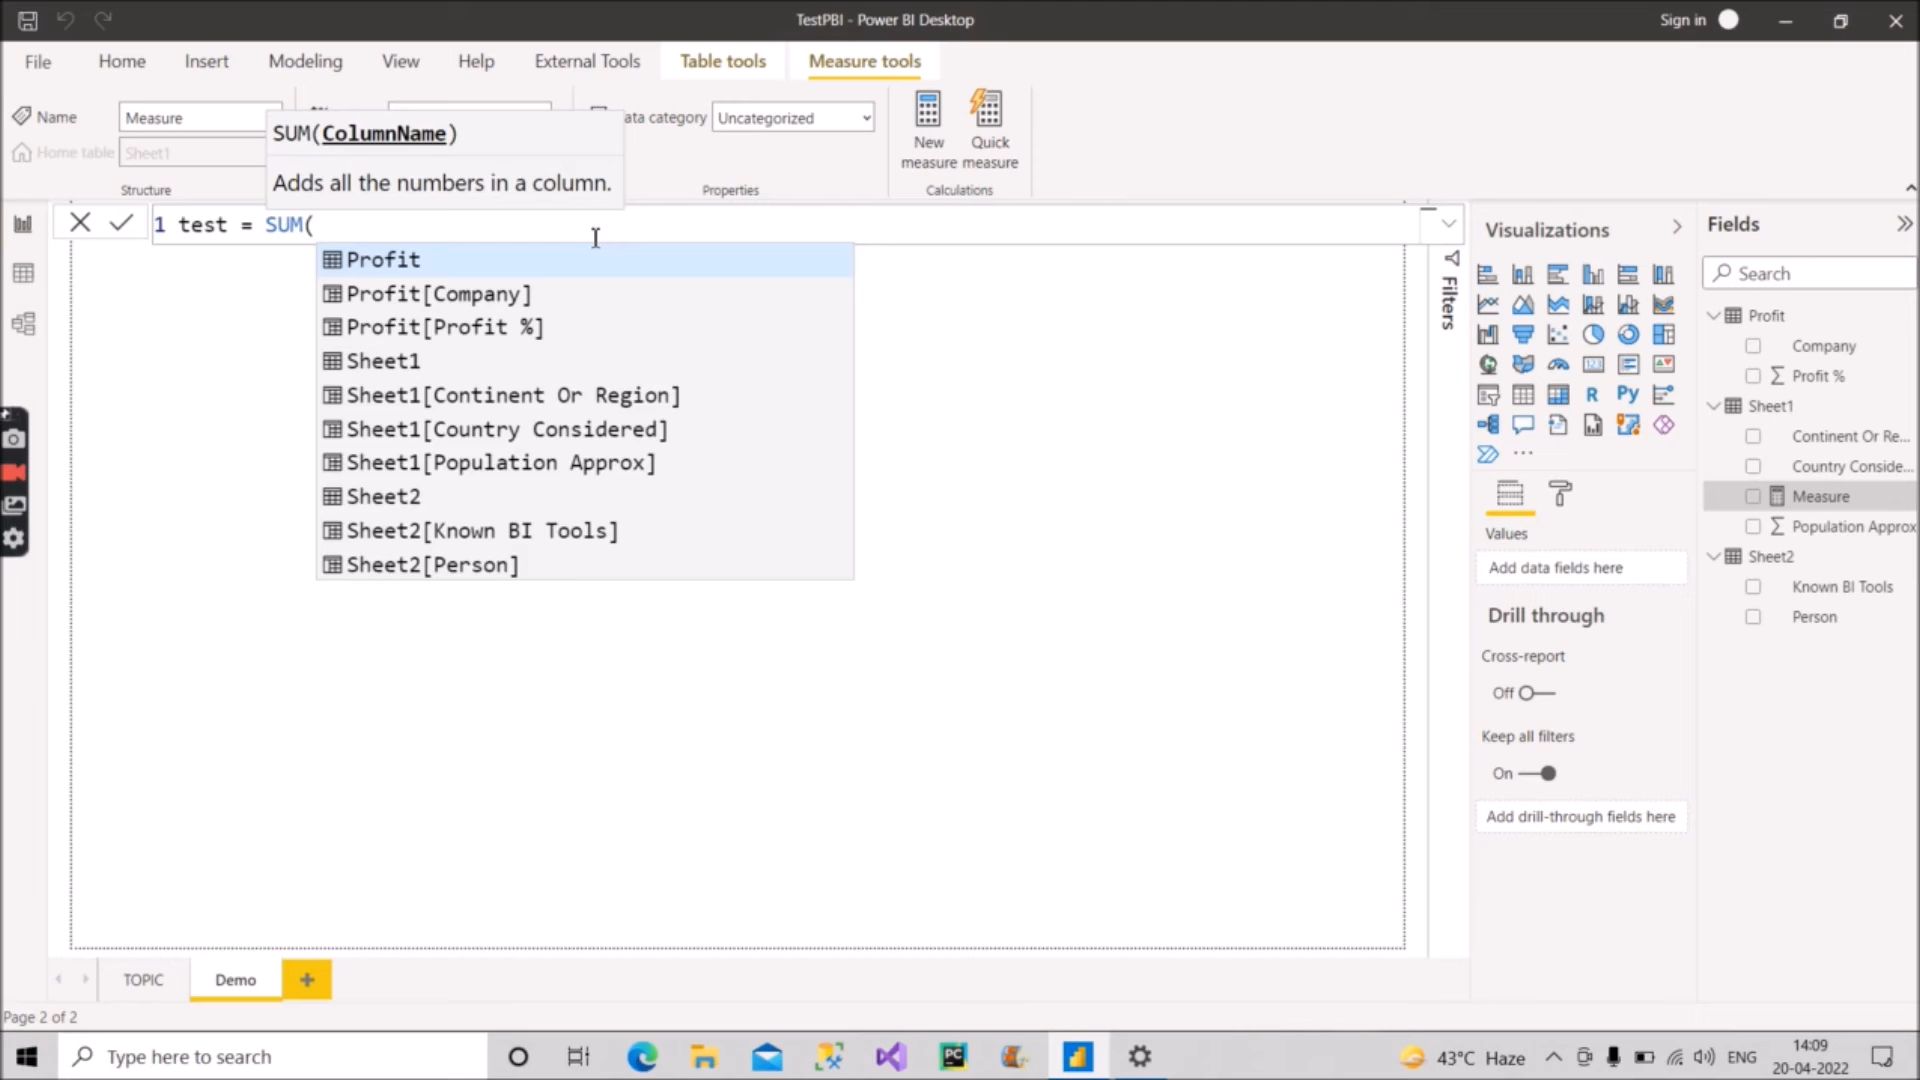 TestPBI - Power BI Desktop
Sign in
File Home Insert Modeling View Help External Tools Table tools Measure tools
Name Measure
Home table Sheet1
Structure
SUM(ColumnName)
Adds all the numbers in a column.
ata category Uncategorized
Properties
New measure
Quick measure
Calculations
1 test = SUM(
Profit
Profit[Company]
Profit[Profit %]
Sheet1
Sheet1[Continent Or Region]
Sheet1[Country Considered]
Sheet1[Population Approx]
Sheet2
Sheet2[Known BI Tools]
Sheet2[Person]
Filters
Visualizations
R Py
Values
Add data fields here
Drill through
Cross-report
Off
Keep all filters
On
Add drill-through fields here
Fields
Search
Profit
Company
Profit %
Sheet1
Continent Or Re...
Country Conside...
Measure
Population Approx
Sheet2
Known BI Tools
Person
TOPIC Demo
Page 2 of 2
Type here to search
PC
43°C Haze
ENG
14:09
20-04-2022